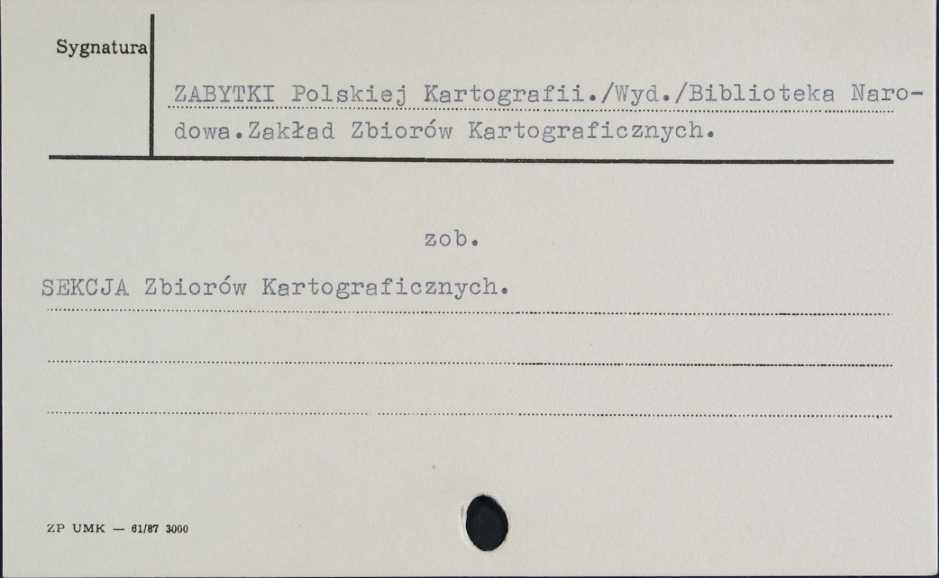 Sygnatura
ZABYTKI Polskiej Kartografii./Wyd./Biblioteka Naro-
dowa.Zakład Zbiorów Kartograficznych.
zob.
SEKCJA Zbiorów Kartograficznych.
ZP UMK — 61/87 3000